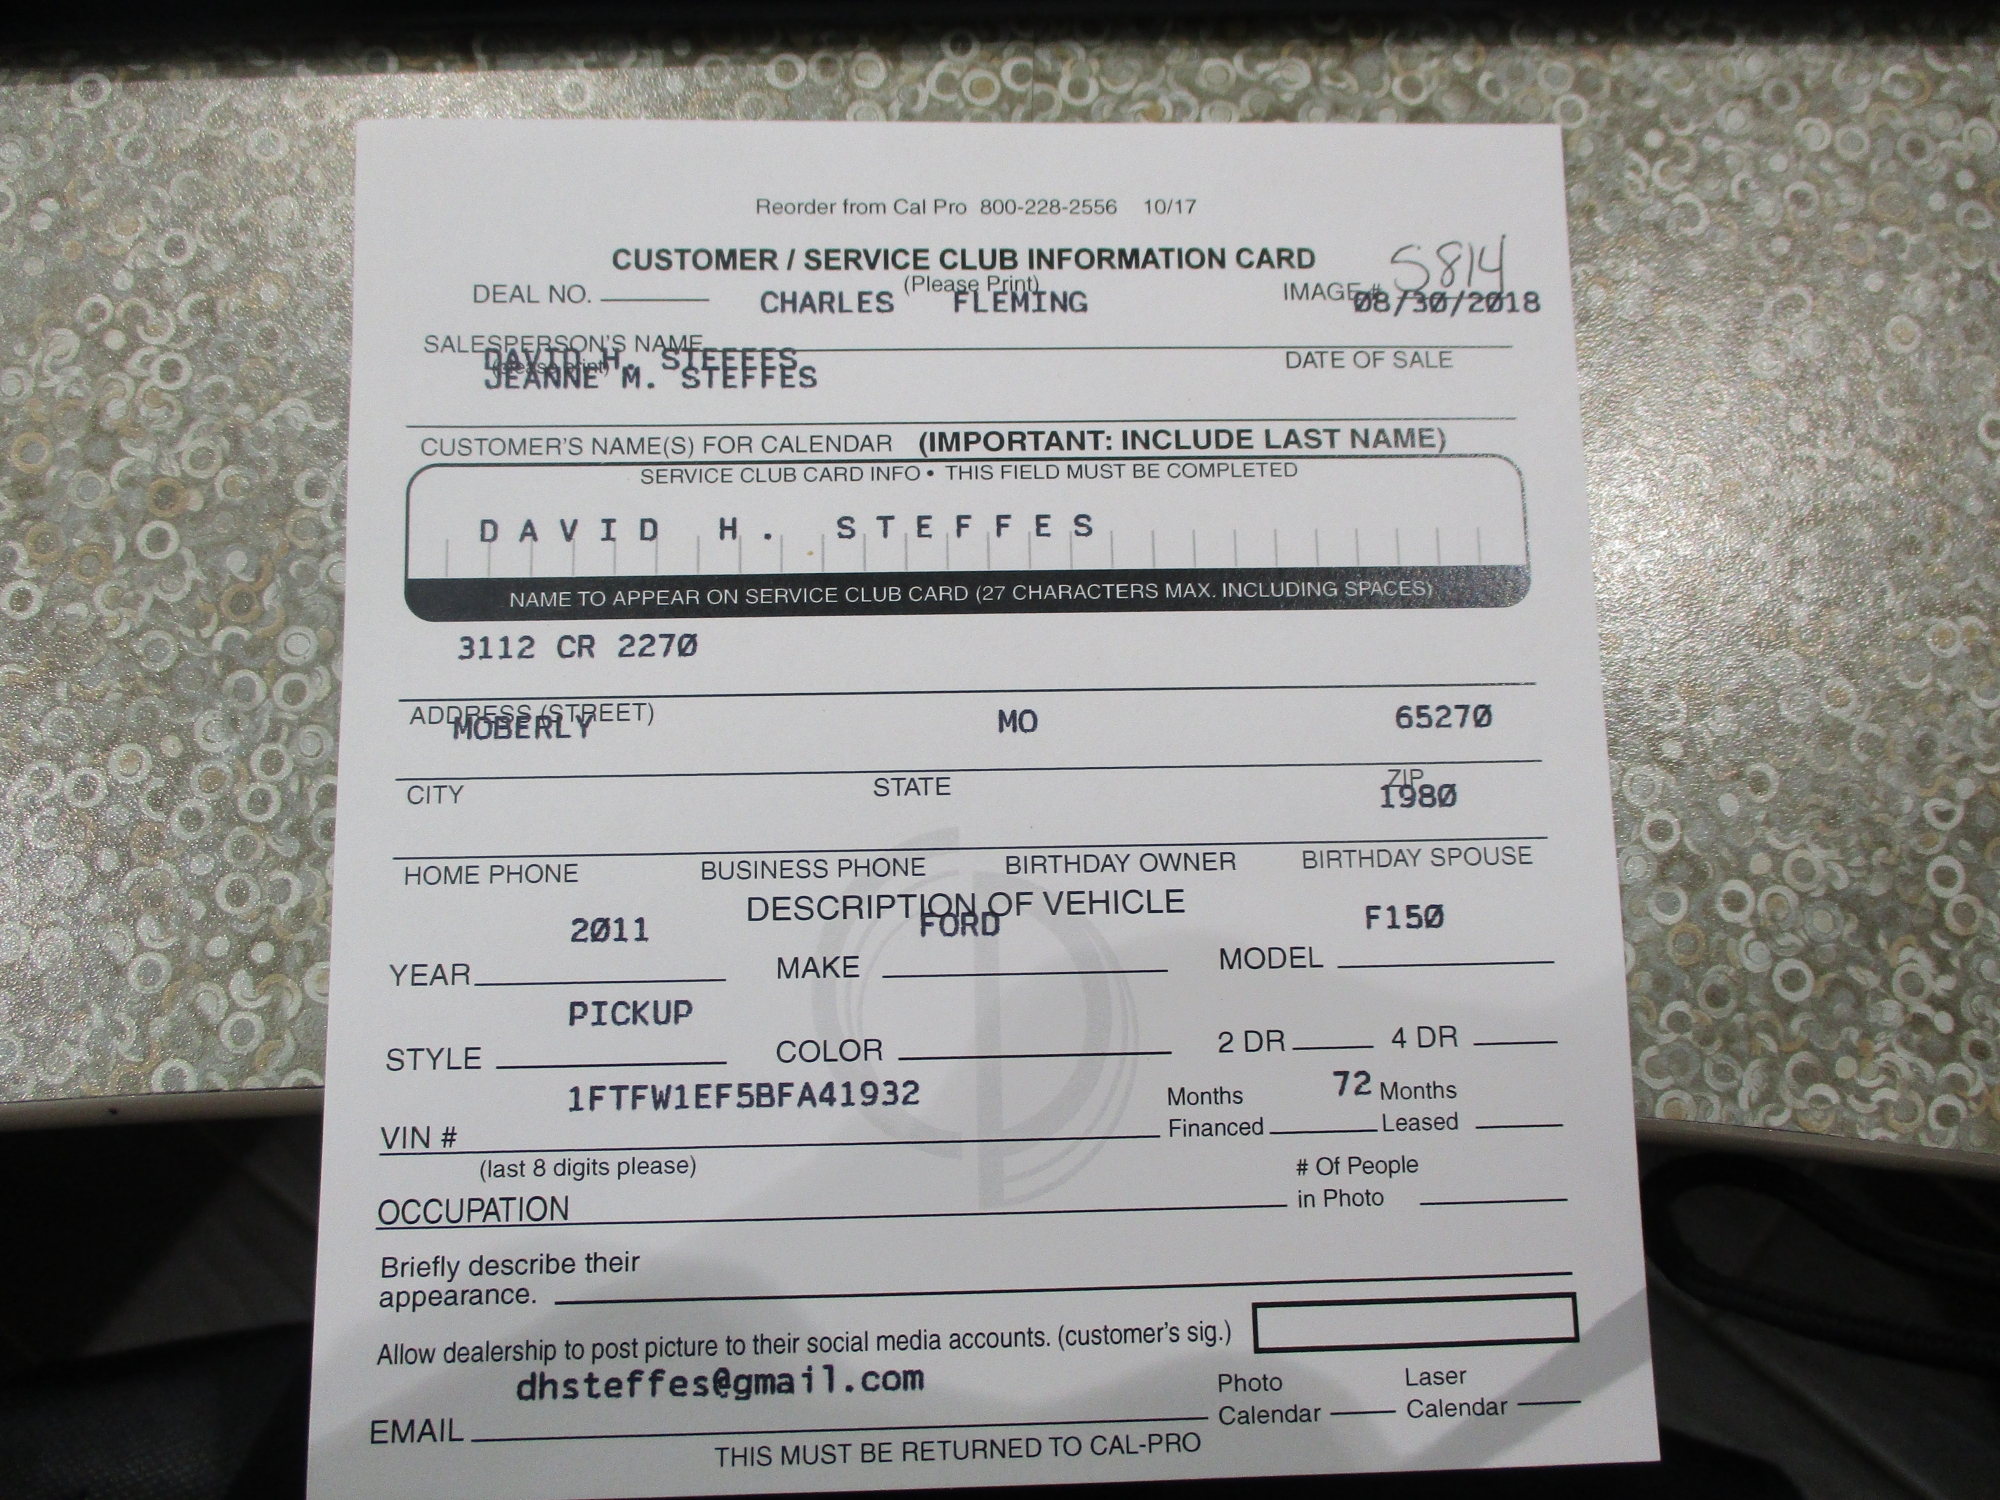 Reorder from Cal Pro 800-228-2556 10/17
CUSTOMER / SERVICE CLUB INFORMATION CARD
(Please Print)
5814
DEAL NO.
CHARLES FLEMING
IMAGE #
08/30/2018
SALESPERSON'S NAME
(please print)
DATE OF SALE
DAVID H. STEFFES
JEANNE M. STEFFES
CUSTOMER'S NAME(S) FOR CALENDAR (IMPORTANT: INCLUDE LAST NAME)
SERVICE CLUB CARD INFO • THIS FIELD MUST BE COMPLETED
DAVID H. STEFFES
NAME TO APPEAR ON SERVICE CLUB CARD (27 CHARACTERS MAX. INCLUDING SPACES)
3112 CR 2270
ADDRESS (STREET)
MOBERLY MO 65270
CITY STATE ZIP
1980
HOME PHONE BUSINESS PHONE BIRTHDAY OWNER BIRTHDAY SPOUSE
DESCRIPTION OF VEHICLE
2011 FORD F150
YEAR MAKE MODEL
PICKUP
STYLE COLOR 2 DR 4 DR
1FTFW1EF5BFA41932
VIN #
(last 8 digits please)
Months Financed 72 Months Leased
OCCUPATION
# Of People in Photo
Briefly describe their
appearance.
Allow dealership to post picture to their social media accounts. (customer's sig.)
dhsteffes@gmail.com
EMAIL
Photo Calendar Laser Calendar
THIS MUST BE RETURNED TO CAL-PRO